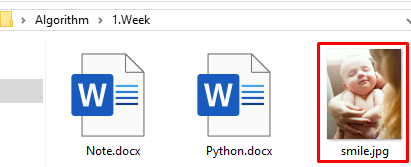 Algorithm > 1.Week
W W
Note.docx Python.docx smile.jpg